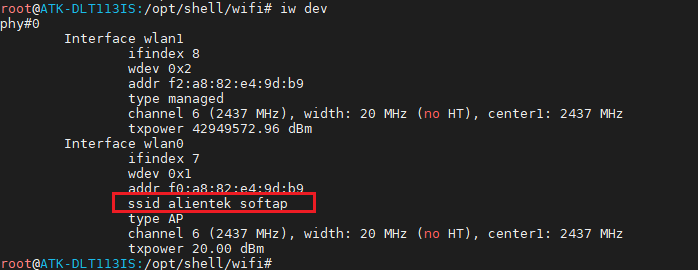 root@ATK-DLT113IS:/opt/shell/wifi# iw dev
phy#0
Interface wlan1
ifindex 8
wdev 0x2
addr f2:a8:82:e4:9d:b9
type managed
channel 6 (2437 MHz), width: 20 MHz (no HT), center1: 2437 MHz
txpower 42949572.96 dBm
Interface wlan0
ifindex 7
wdev 0x1
addr f0:a8:82:e4:9d:b9
ssid alientek softap
type AP
channel 6 (2437 MHz), width: 20 MHz (no HT), center1: 2437 MHz
txpower 20.00 dBm
root@ATK-DLT113IS:/opt/shell/wifi#